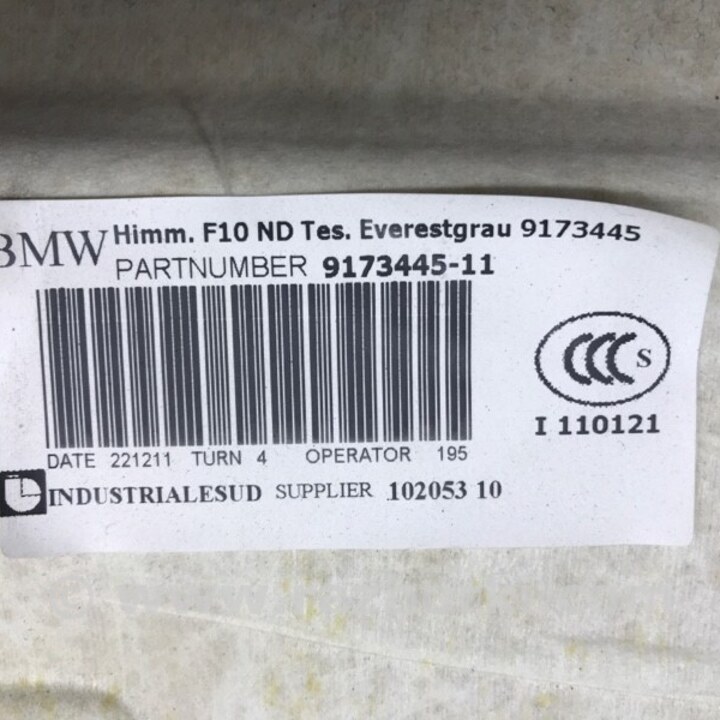 BMW Himm. F10 ND Tes. Everestgrau 9173445
PARTNUMBER 9173445-11
CCC S
I 110121
DATE 221211 TURN 4 OPERATOR 195
INDUSTRIALESUD SUPPLIER 102053 10